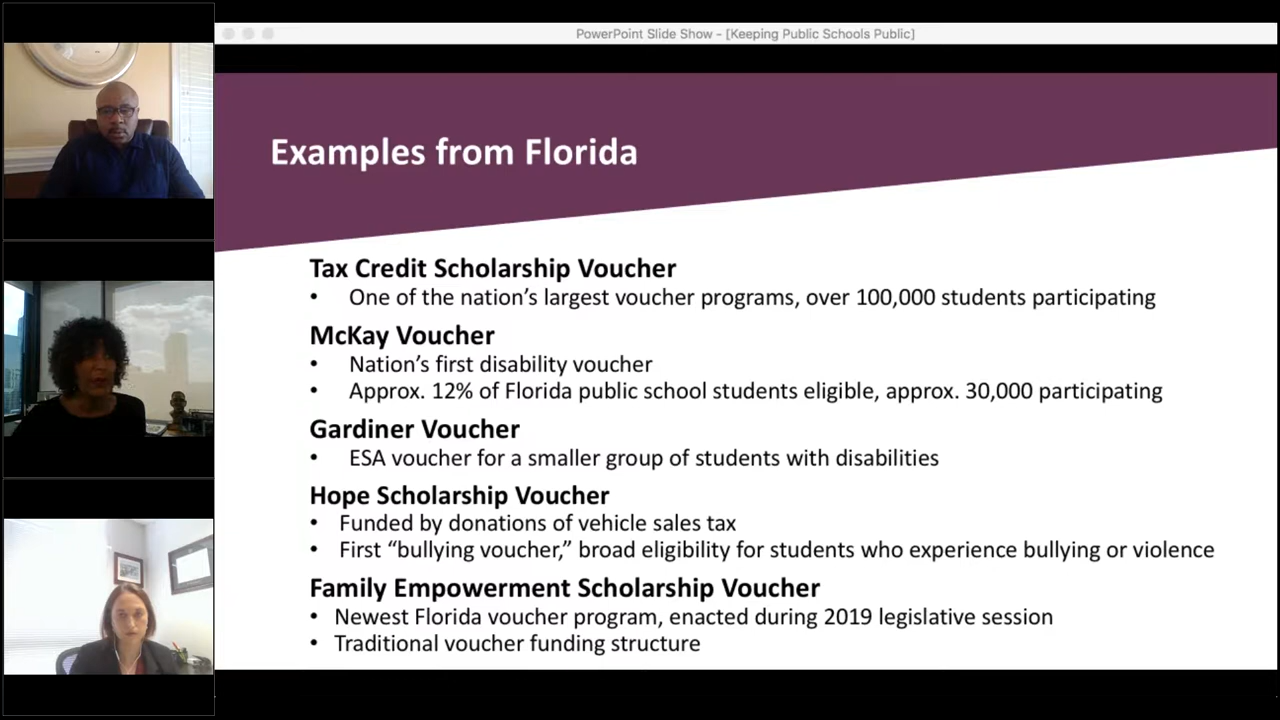 PowerPoint Slide Show - [Keeping Public Schools Public]
Examples from Florida
Tax Credit Scholarship Voucher
• One of the nation’s largest voucher programs, over 100,000 students participating
McKay Voucher
• Nation’s first disability voucher
• Approx. 12% of Florida public school students eligible, approx. 30,000 participating
Gardiner Voucher
• ESA voucher for a smaller group of students with disabilities
Hope Scholarship Voucher
• Funded by donations of vehicle sales tax
• First “bullying voucher,” broad eligibility for students who experience bullying or violence
Family Empowerment Scholarship Voucher
• Newest Florida voucher program, enacted during 2019 legislative session
• Traditional voucher funding structure